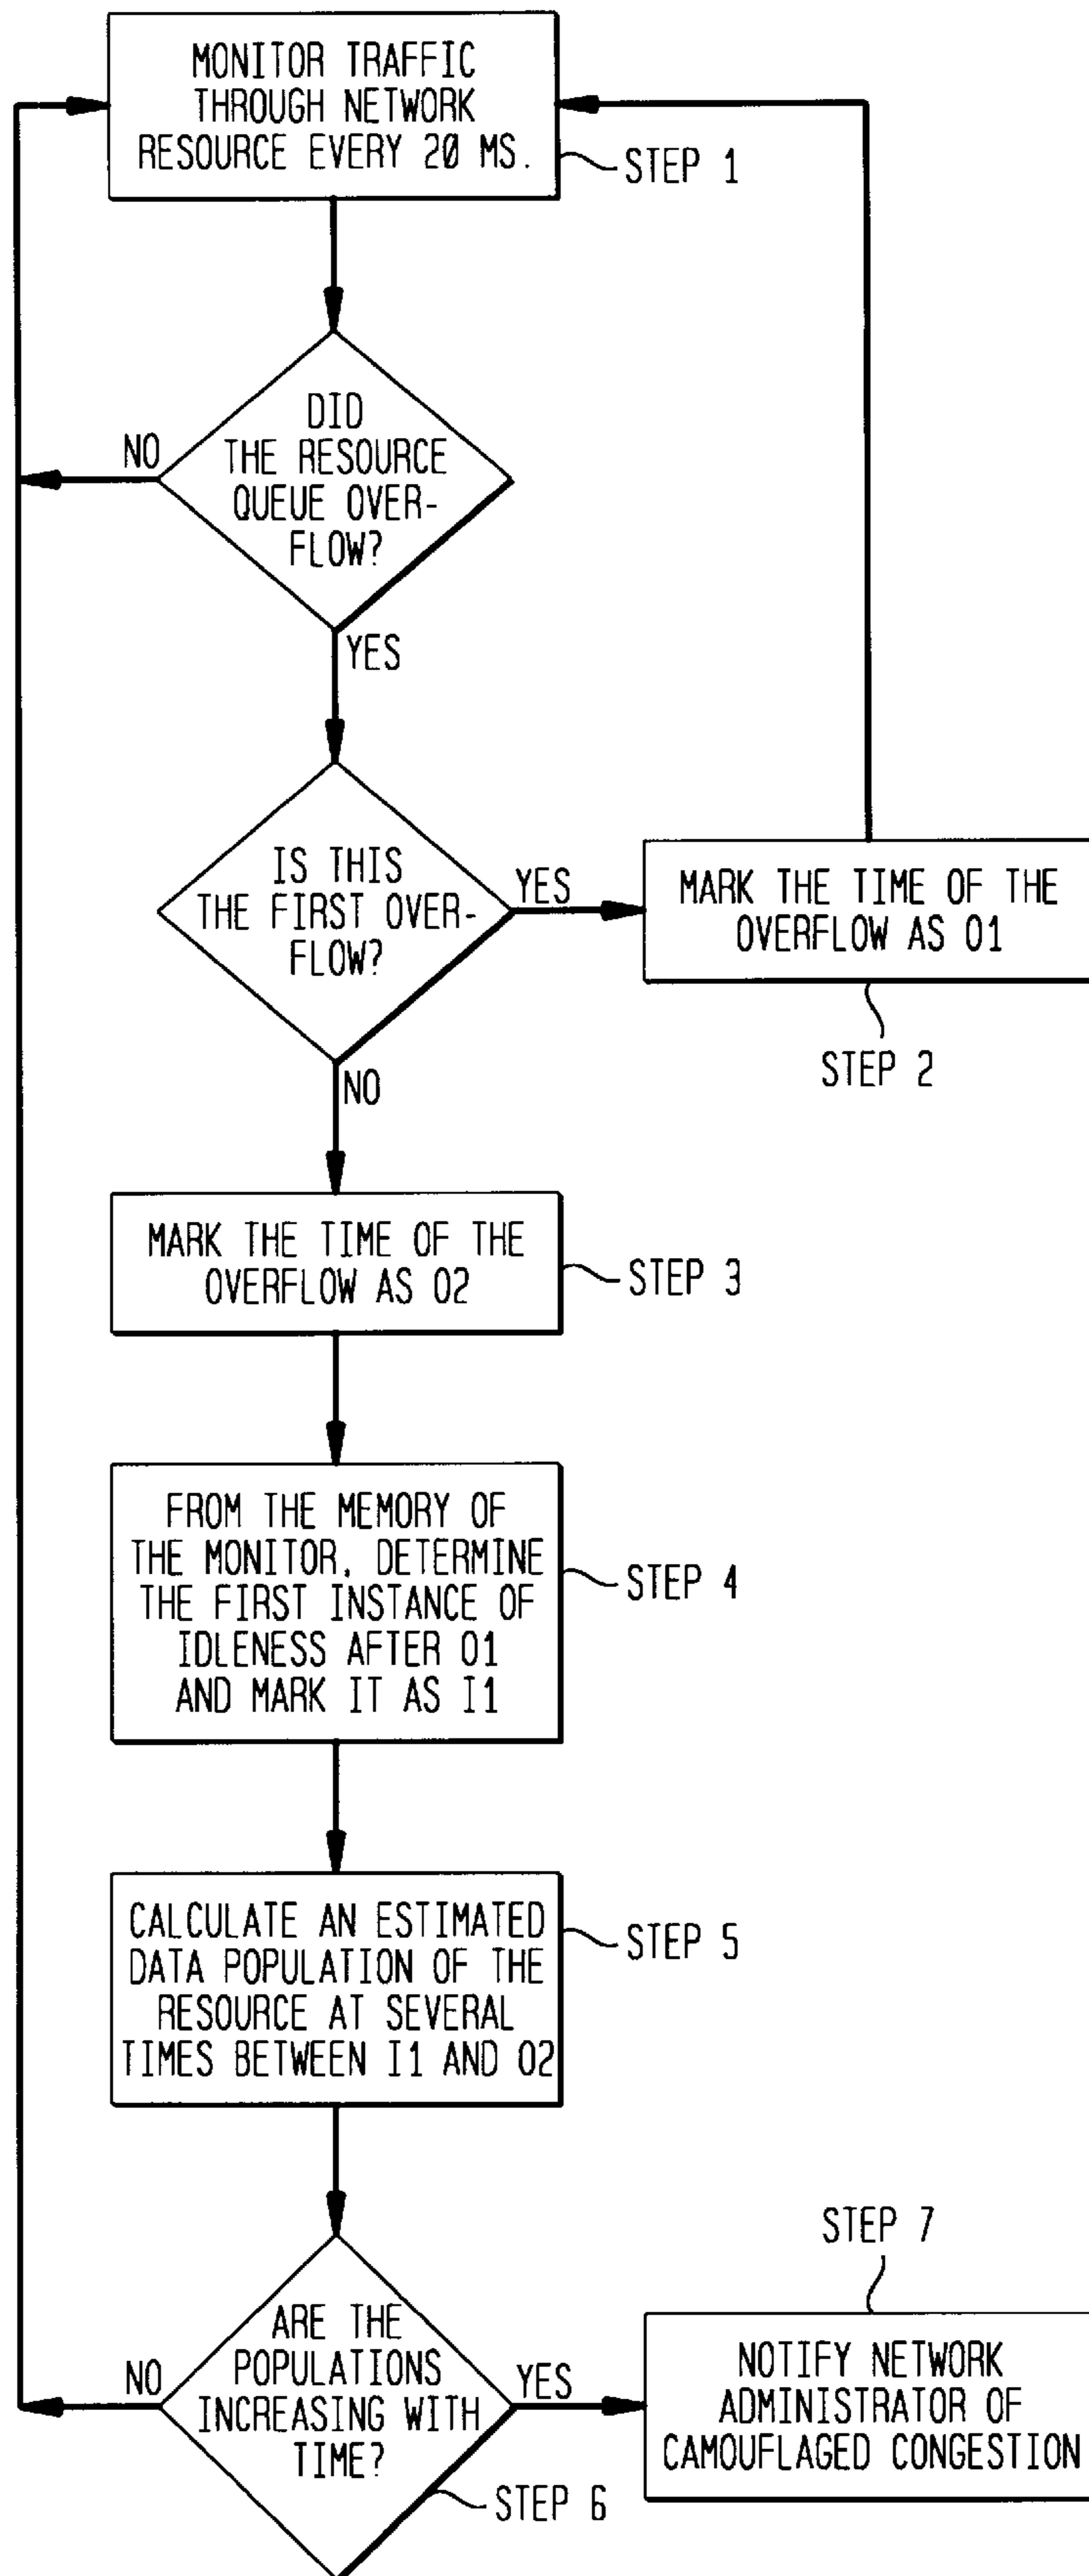 MONITOR TRAFFIC
THROUGH NETWORK
RESOURCE EVERY 20 MS.
STEP 1
DID
THE RESOURCE
QUEUE OVER-
FLOW?
NO
YES
IS THIS
THE FIRST OVER-
FLOW?
YES
MARK THE TIME OF THE
OVERFLOW AS O1
STEP 2
NO
MARK THE TIME OF THE
OVERFLOW AS O2
STEP 3
FROM THE MEMORY OF
THE MONITOR, DETERMINE
THE FIRST INSTANCE OF
IDLENESS AFTER O1
AND MARK IT AS I1
STEP 4
CALCULATE AN ESTIMATED
DATA POPULATION OF THE
RESOURCE AT SEVERAL
TIMES BETWEEN I1 AND O2
STEP 5
ARE THE
POPULATIONS
INCREASING WITH
TIME?
NO
YES
STEP 6
STEP 7
NOTIFY NETWORK
ADMINISTRATOR OF
CAMOUFLAGED CONGESTION